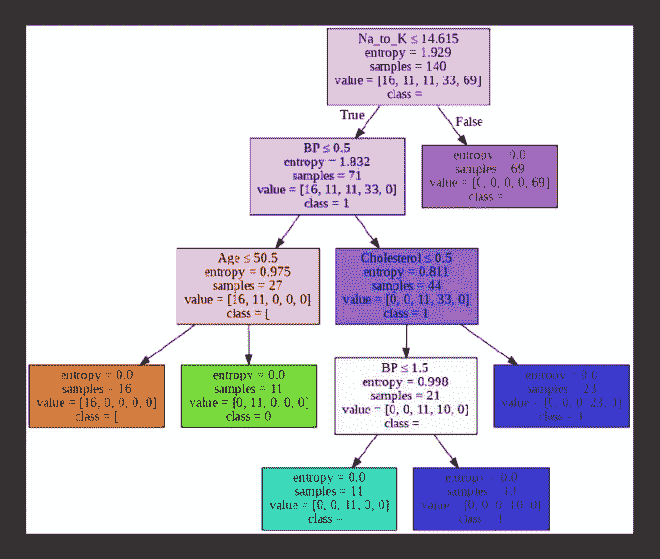 Na_to_K ≤ 14.615
entropy = 1.929
samples = 140
value = [16, 11, 11, 33, 69]
class =
True
False
BP ≤ 0.5
entropy = 1.832
samples = 71
value = [16, 11, 11, 33, 0]
class = 1
entropy = 0.0
samples = 69
value = [0, 0, 0, 0, 69]
class =
Age ≤ 50.5
entropy = 0.975
samples = 27
value = [16, 11, 0, 0, 0]
class = [
Cholesterol ≤ 0.5
entropy = 0.811
samples = 44
value = [0, 0, 11, 33, 0]
class = 1
entropy = 0.0
samples = 16
value = [16, 0, 0, 0, 0]
class = [
entropy = 0.0
samples = 11
value = [0, 11, 0, 0, 0]
class = 0
BP ≤ 1.5
entropy = 0.998
samples = 21
value = [0, 0, 11, 10, 0]
class =
entropy = 0.0
samples = 23
value = [0, 0, 0, 23, 0]
class =
entropy = 0.0
samples = 11
value = [0, 0, 11, 0, 0]
class =
entropy = 0.0
samples =
value = [0, 0, 0, 10, 0]
class =